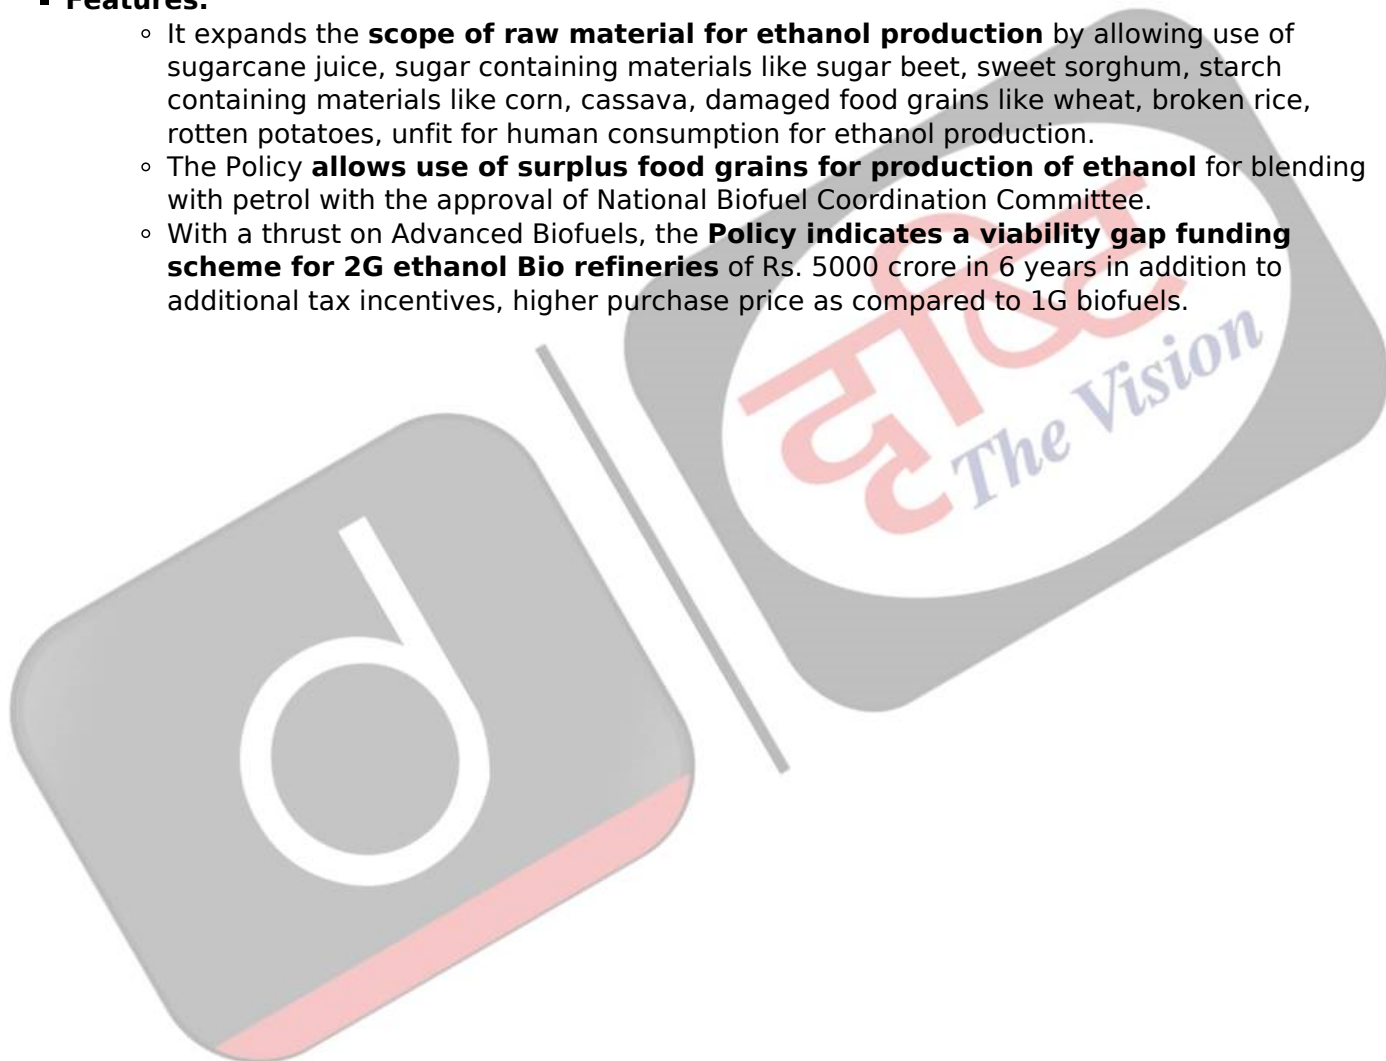 ▪ Features:
◦ It expands the scope of raw material for ethanol production by allowing use of
sugarcane juice, sugar containing materials like sugar beet, sweet sorghum, starch
containing materials like corn, cassava, damaged food grains like wheat, broken rice,
rotten potatoes, unfit for human consumption for ethanol production.
◦ The Policy allows use of surplus food grains for production of ethanol for blending
with petrol with the approval of National Biofuel Coordination Committee.
◦ With a thrust on Advanced Biofuels, the Policy indicates a viability gap funding
scheme for 2G ethanol Bio refineries of Rs. 5000 crore in 6 years in addition to
additional tax incentives, higher purchase price as compared to 1G biofuels.
दृष्टि
The Vision
d